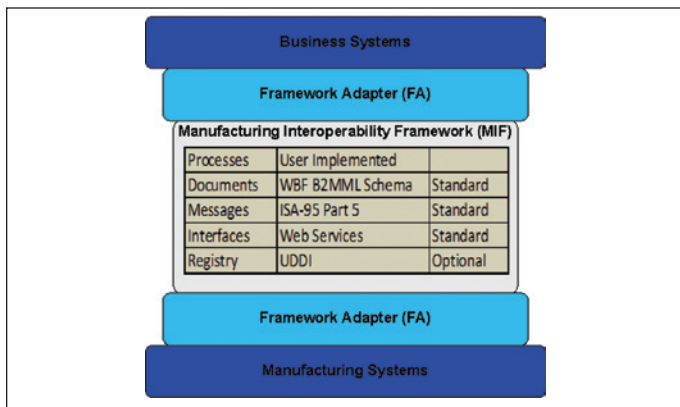 Business Systems
Framework Adapter (FA)
Manufacturing Interoperability Framework (MIF)
Processes User Implemented
Documents WBF B2MML Schema Standard
Messages ISA-95 Part 5 Standard
Interfaces Web Services Standard
Registry UDDI Optional
Framework Adapter (FA)
Manufacturing Systems